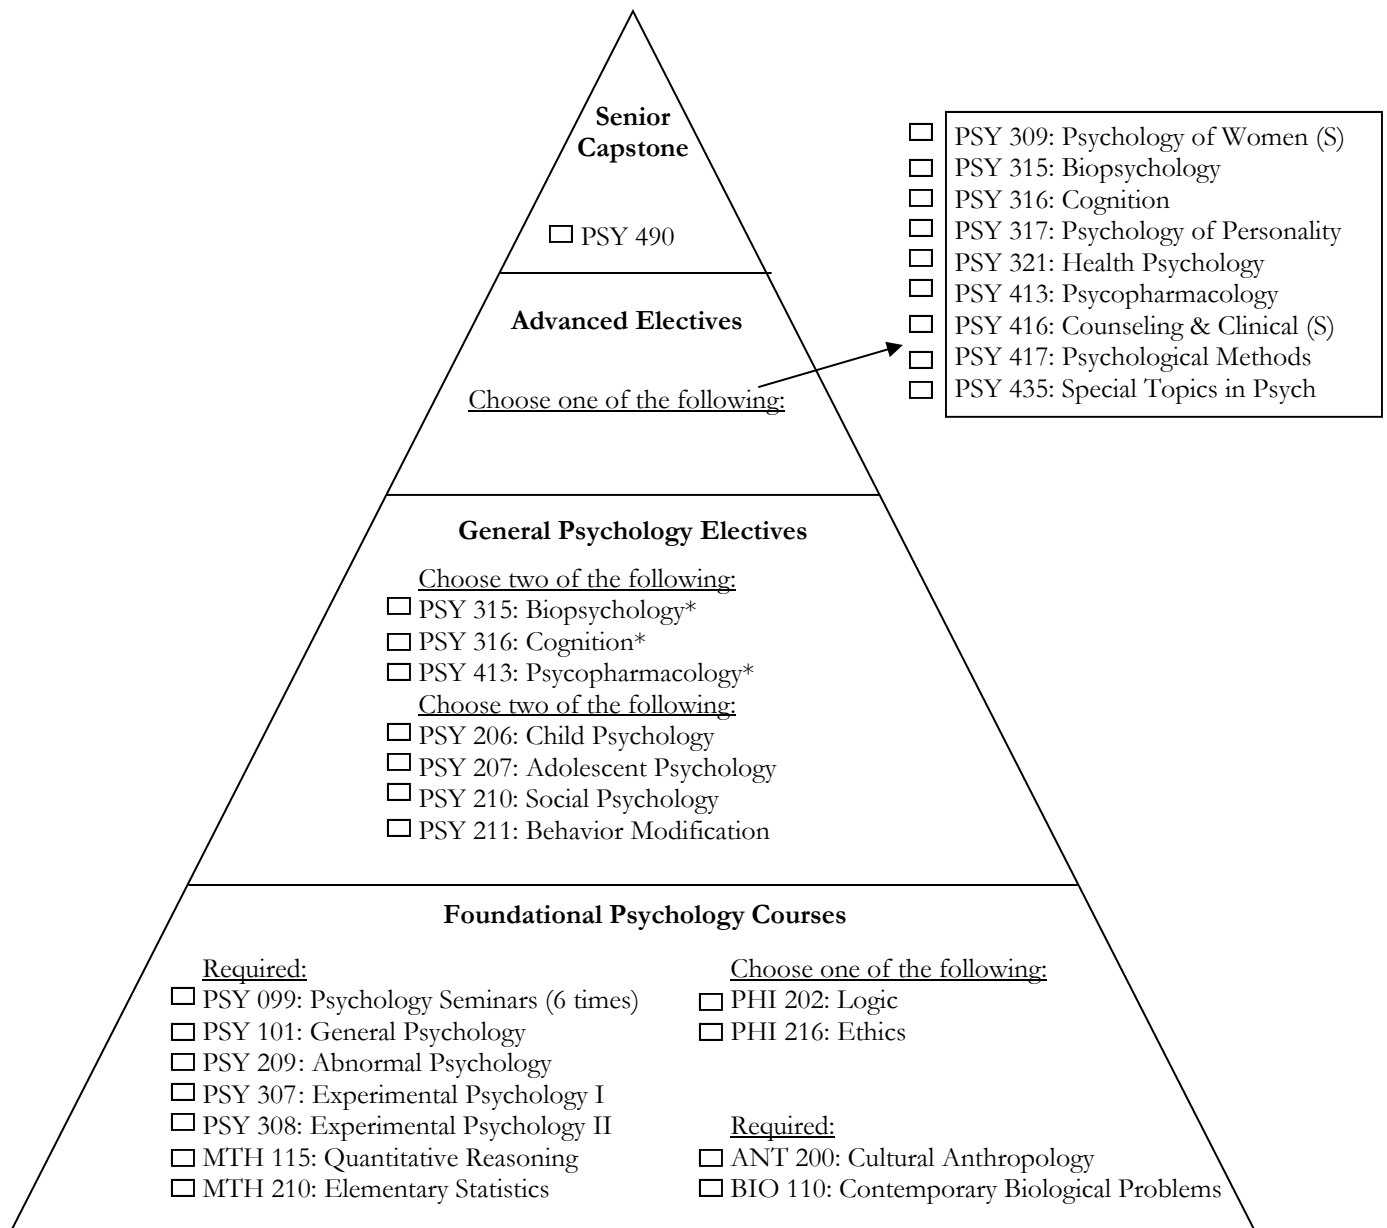 Senior
Capstone
PSY 490
Advanced Electives
Choose one of the following:
PSY 309: Psychology of Women (S)
PSY 315: Biopsychology
PSY 316: Cognition
PSY 317: Psychology of Personality
PSY 321: Health Psychology
PSY 413: Psycopharmacology
PSY 416: Counseling & Clinical (S)
PSY 417: Psychological Methods
PSY 435: Special Topics in Psych
General Psychology Electives
Choose two of the following:
PSY 315: Biopsychology*
PSY 316: Cognition*
PSY 413: Psycopharmacology*
Choose two of the following:
PSY 206: Child Psychology
PSY 207: Adolescent Psychology
PSY 210: Social Psychology
PSY 211: Behavior Modification
Foundational Psychology Courses
Required:
PSY 099: Psychology Seminars (6 times)
PSY 101: General Psychology
PSY 209: Abnormal Psychology
PSY 307: Experimental Psychology I
PSY 308: Experimental Psychology II
MTH 115: Quantitative Reasoning
MTH 210: Elementary Statistics
Choose one of the following:
PHI 202: Logic
PHI 216: Ethics
Required:
ANT 200: Cultural Anthropology
BIO 110: Contemporary Biological Problems